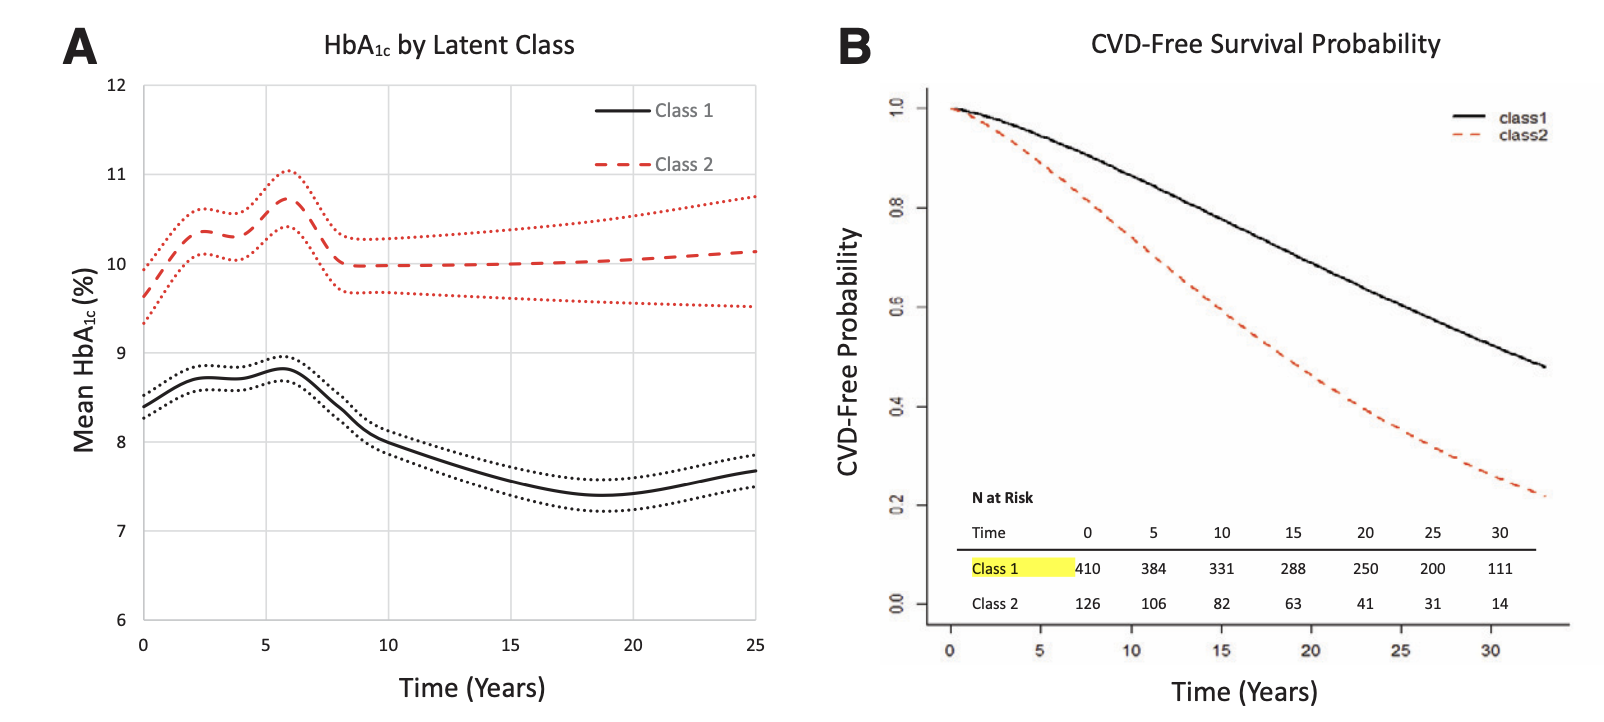 A
HbA1c by Latent Class
12
11
10
9
8
7
6
Mean HbA1c (%)
Class 1
Class 2
0 5 10 15 20 25
Time (Years)
B
CVD-Free Survival Probability
1.0
0.8
0.6
0.4
0.2
0.0
CVD-Free Probability
class1
class2
N at Risk
Time 0 5 10 15 20 25 30
Class 1 410 384 331 288 250 200 111
Class 2 126 106 82 63 41 31 14
0 5 10 15 20 25 30
Time (Years)